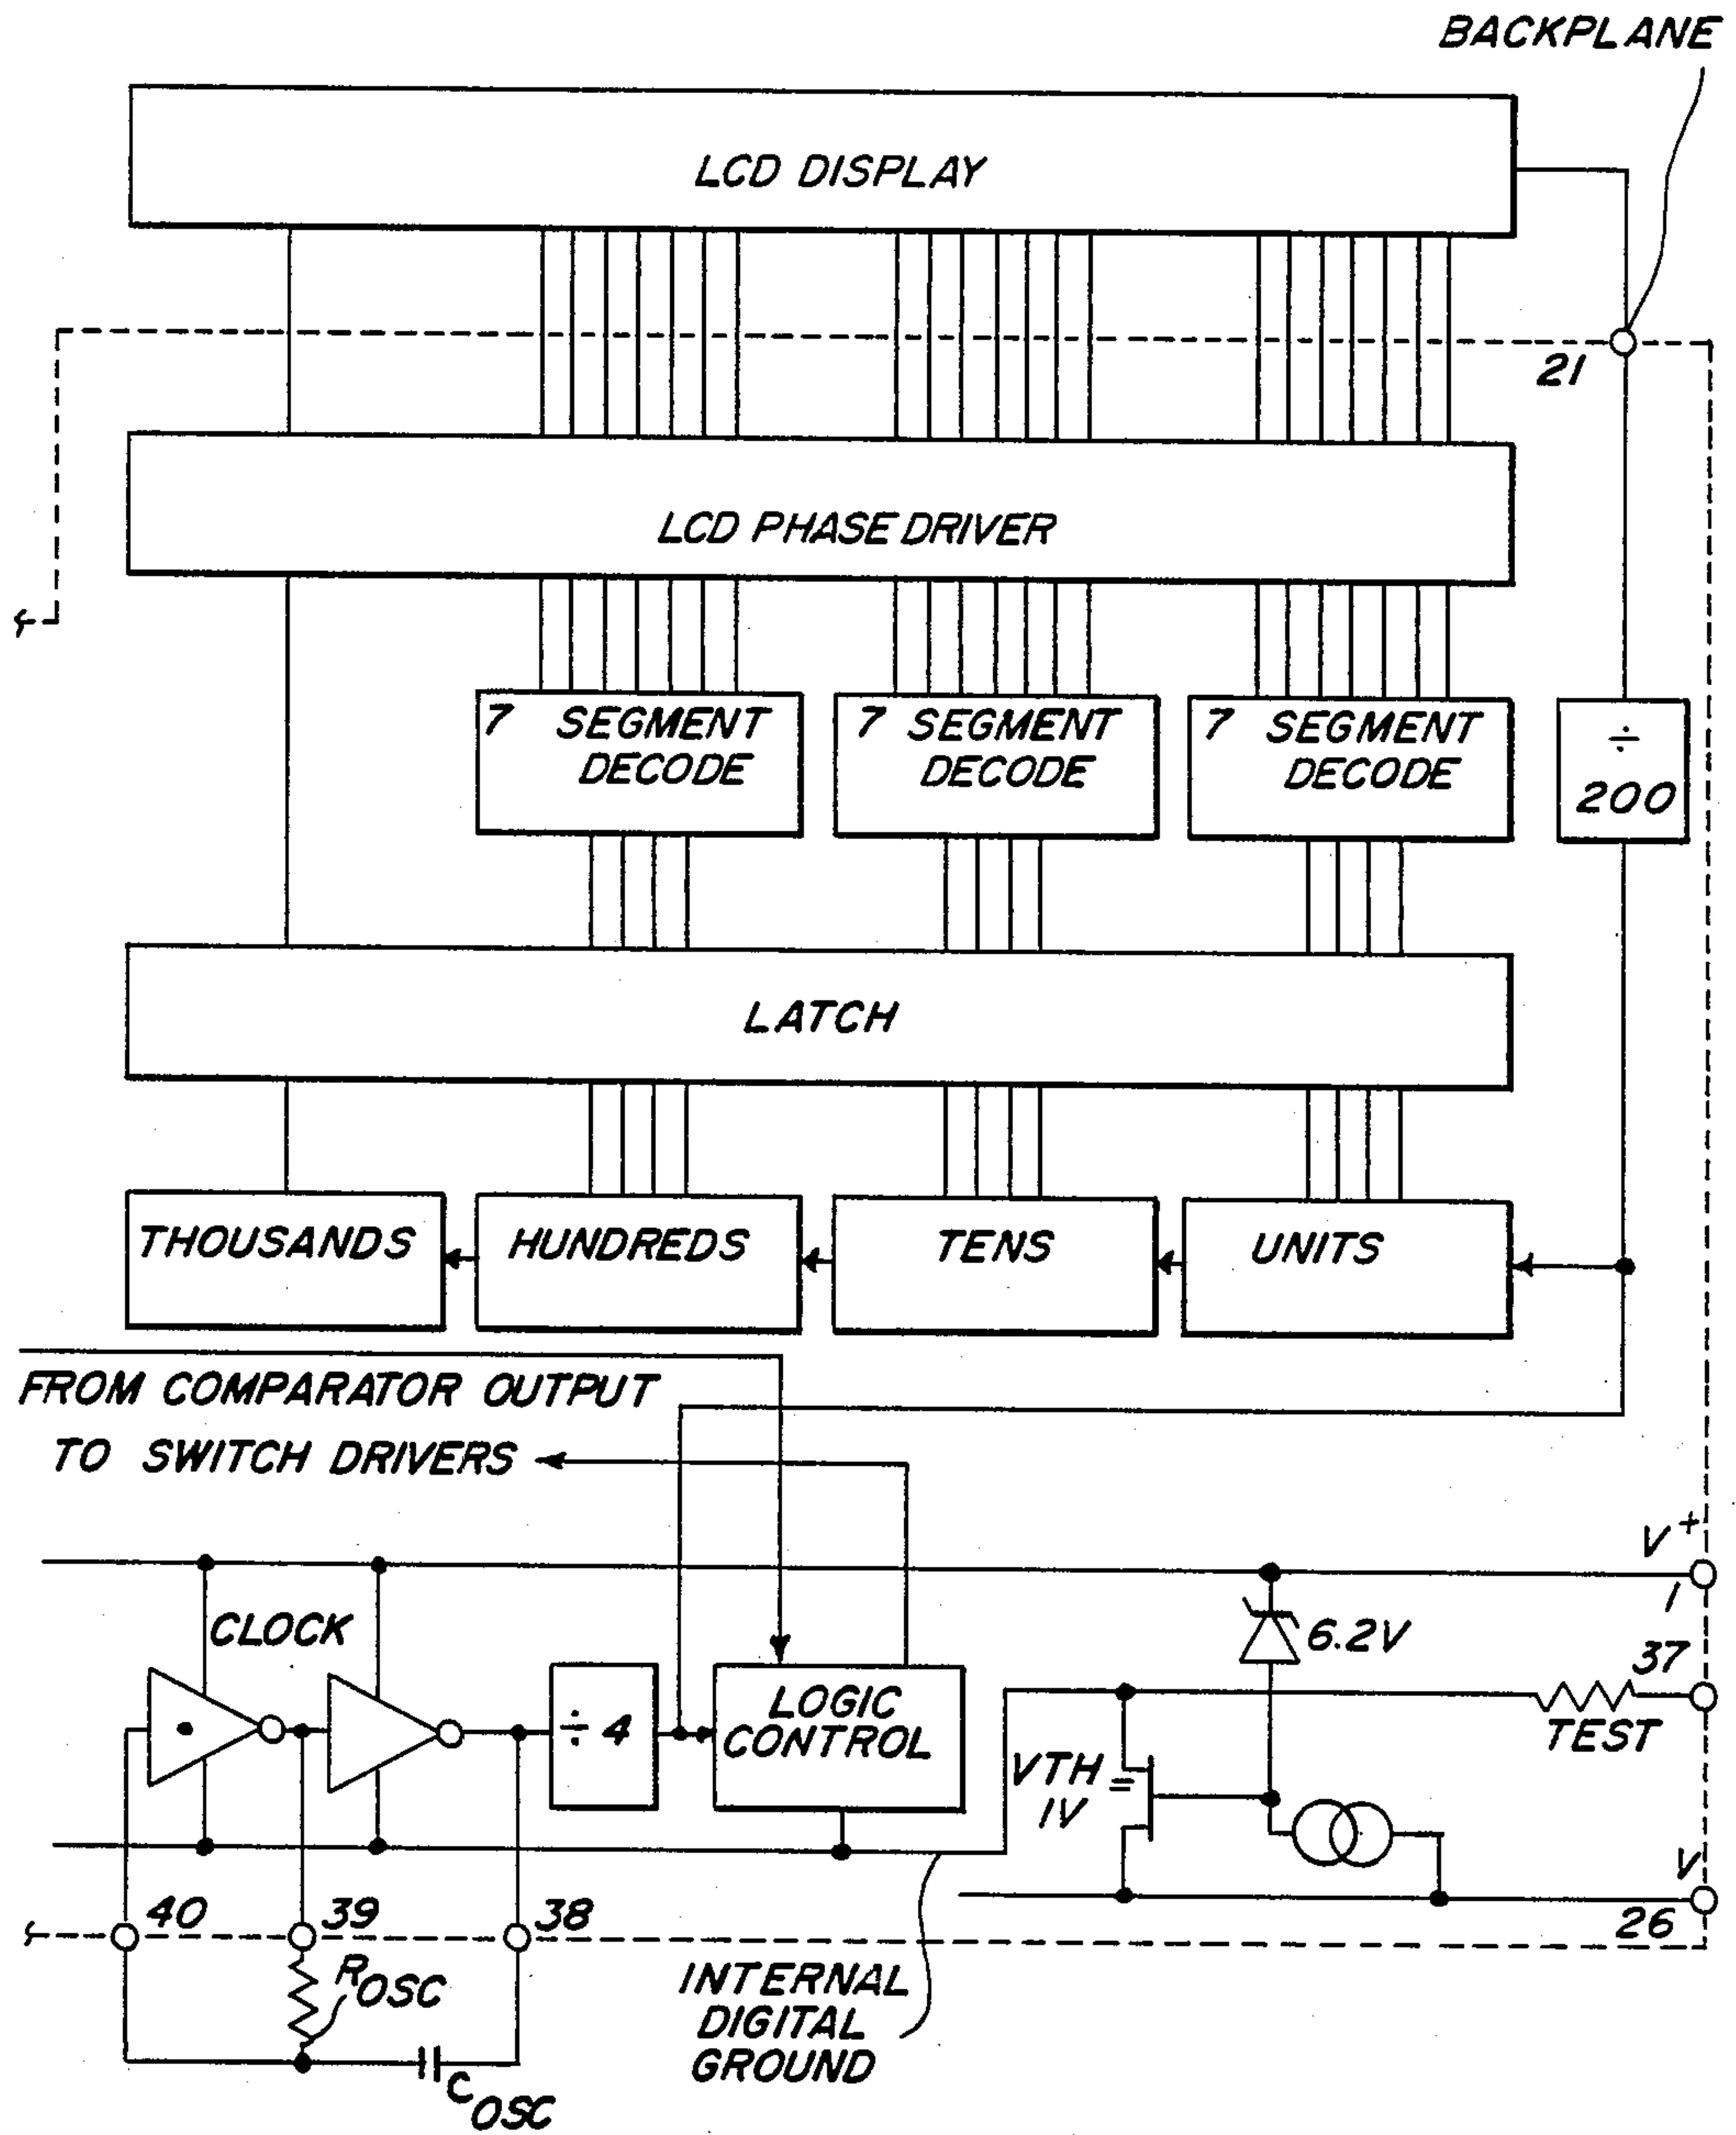 BACKPLANE
LCD DISPLAY
21
LCD PHASE DRIVER
7 SEGMENT
DECODE
7 SEGMENT
DECODE
7 SEGMENT
DECODE
÷
200
LATCH
THOUSANDS
HUNDREDS
TENS
UNITS
FROM COMPARATOR OUTPUT
TO SWITCH DRIVERS
V+
1
CLOCK
6.2V
37
÷4
LOGIC
CONTROL
TEST
VTH =
1V
V
40
39
38
26
ROSC
INTERNAL
DIGITAL
GROUND
COSC